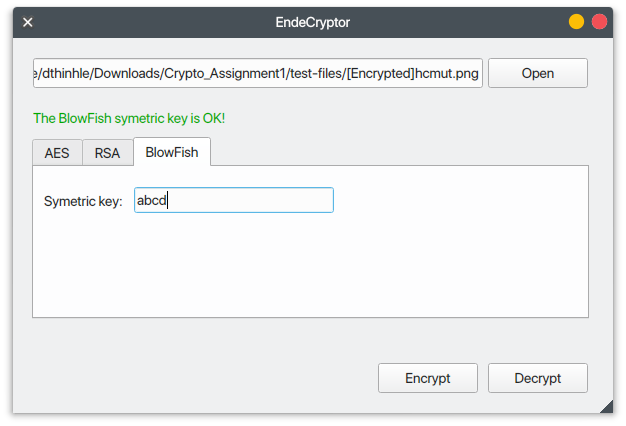 EndeCryptor
e/dthinhle/Downloads/Crypto_Assignment1/test-files/[Encrypted]hcmut.png Open
The BlowFish symetric key is OK!
AES RSA BlowFish
Symetric key: abcd
Encrypt Decrypt